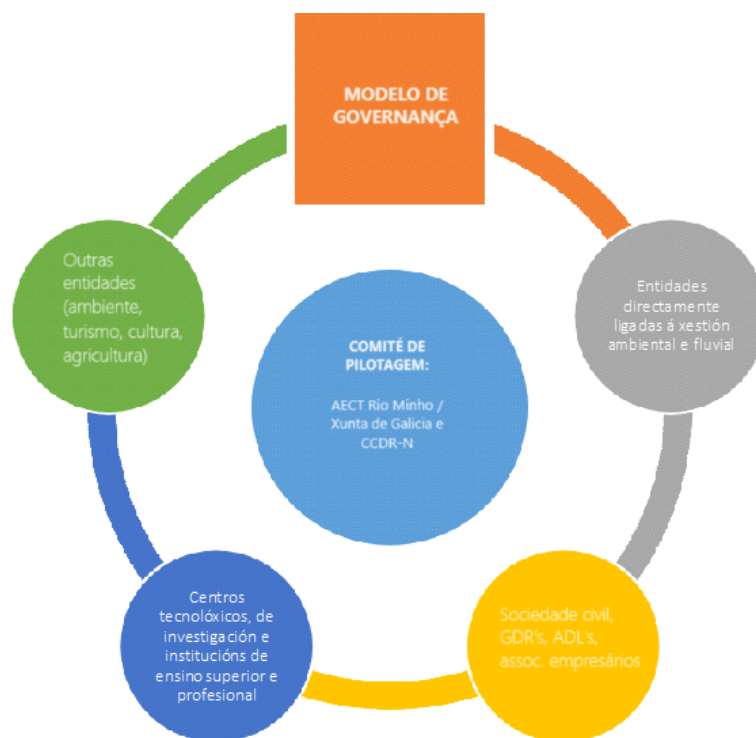 MODELO DE
GOVERNANÇA
Outras
entidades
(ambiente,
turismo, cultura,
agricultura)
Entidades
directamente
ligadas á xestión
ambiental e fluvial
COMITÉ DE
PILOTAGEM:
AECT Rio Minho /
Xunta de Galicia e
CCDR-N
Centros
tecnolóxicos, de
investigación e
institucións de
ensino superior e
profesional
Sociedade civil,
GDR's, ADL's,
assoc. empresários